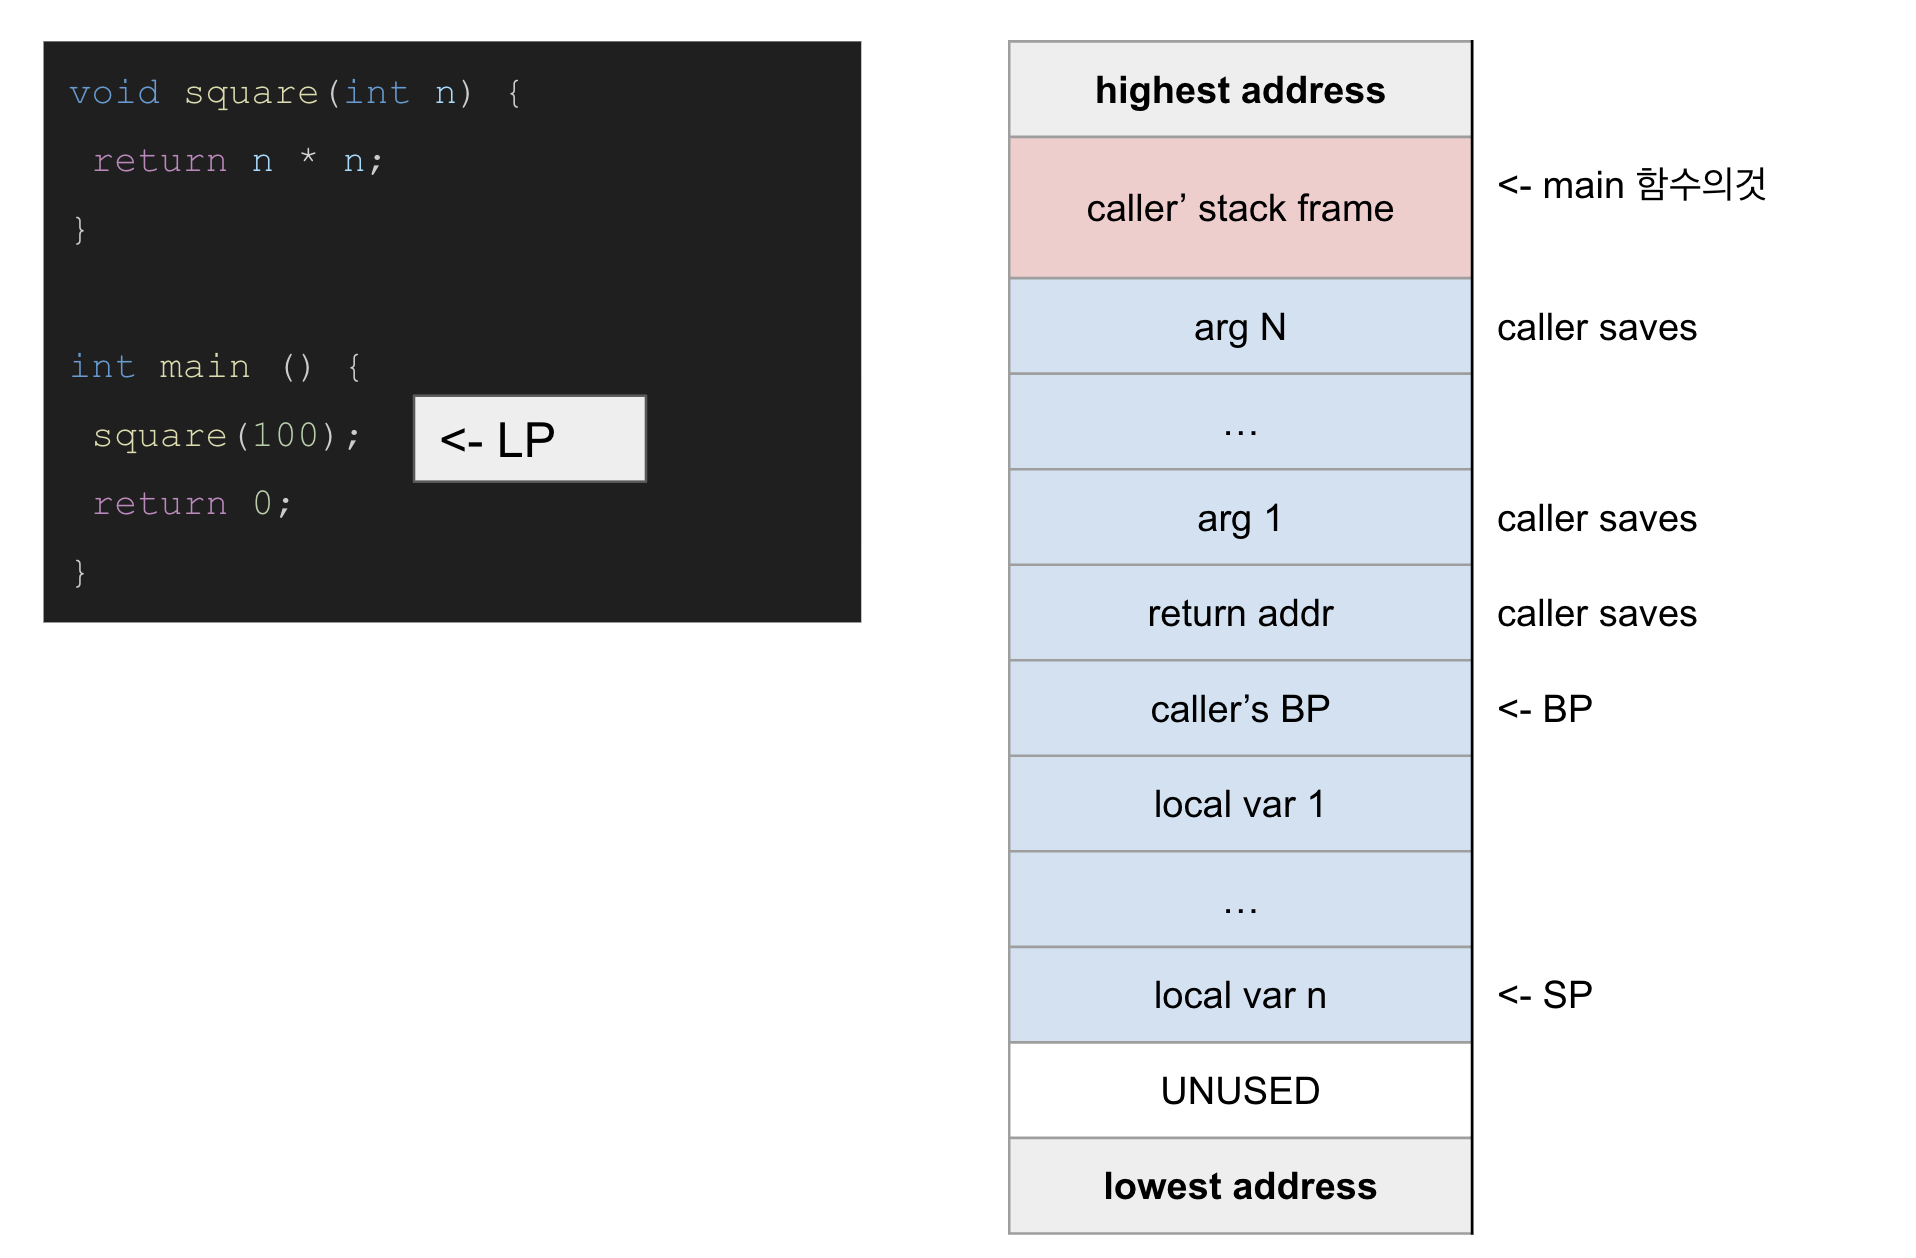 void square(int n) {
return n * n;
}
int main () {
square(100);
<- LP
return 0;
}
highest address
caller’ stack frame
<- main 함수의것
arg N
caller saves
...
arg 1
caller saves
return addr
caller saves
caller’s BP
<- BP
local var 1
...
local var n
<- SP
UNUSED
lowest address